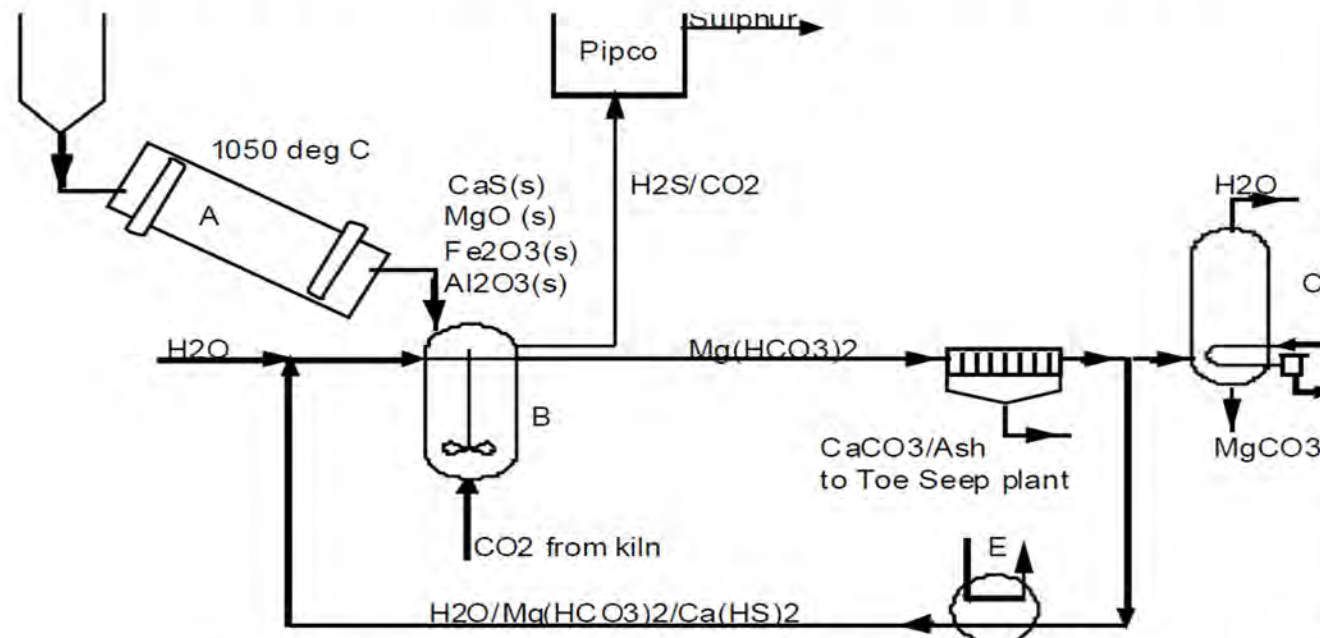 Sulphur
Pipco
1050 deg C
A
CaS(s)
MgO (s)
Fe2O3(s)
Al2O3(s)
H2S/CO2
H2O
H2O
Mg(HCO3)2
B
CaCO3/Ash
to Toe Seep plant
MgCO3
CO2 from kiln
E
H2O/Mg(HCO3)2/Ca(HS)2